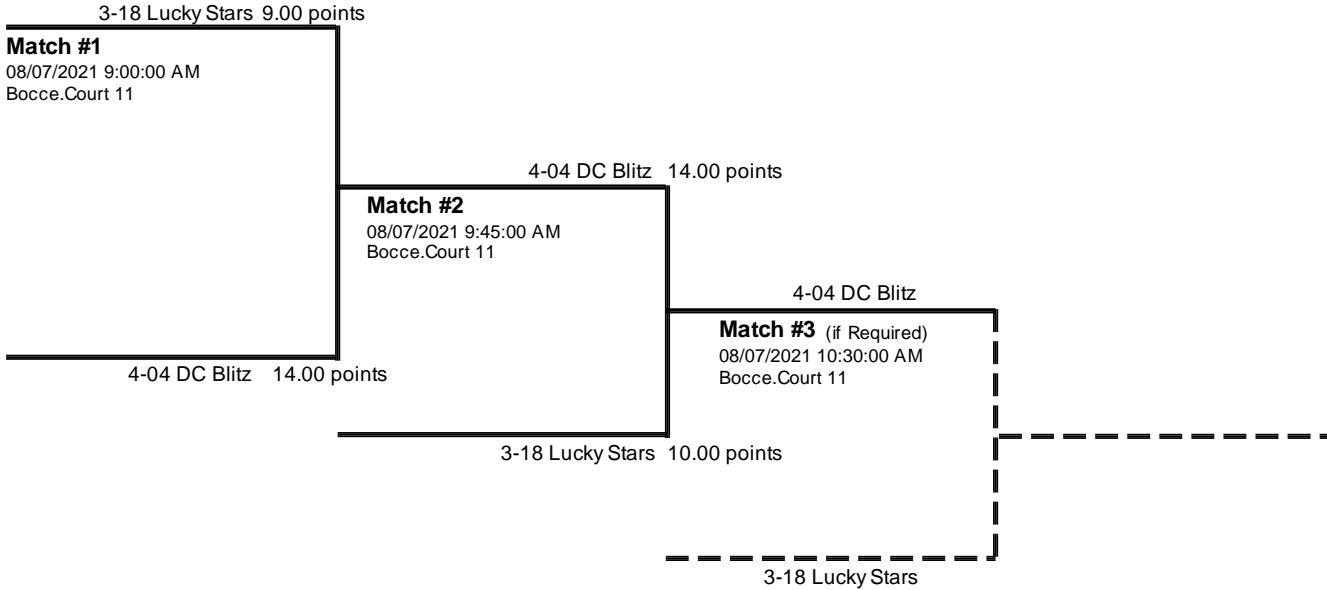 3-18 Lucky Stars 9.00 points
Match #1
08/07/2021 9:00:00 AM
Bocce.Court 11
4-04 DC Blitz 14.00 points
4-04 DC Blitz 14.00 points
Match #2
08/07/2021 9:45:00 AM
Bocce.Court 11
3-18 Lucky Stars 10.00 points
4-04 DC Blitz
Match #3 (if Required)
08/07/2021 10:30:00 AM
Bocce.Court 11
3-18 Lucky Stars